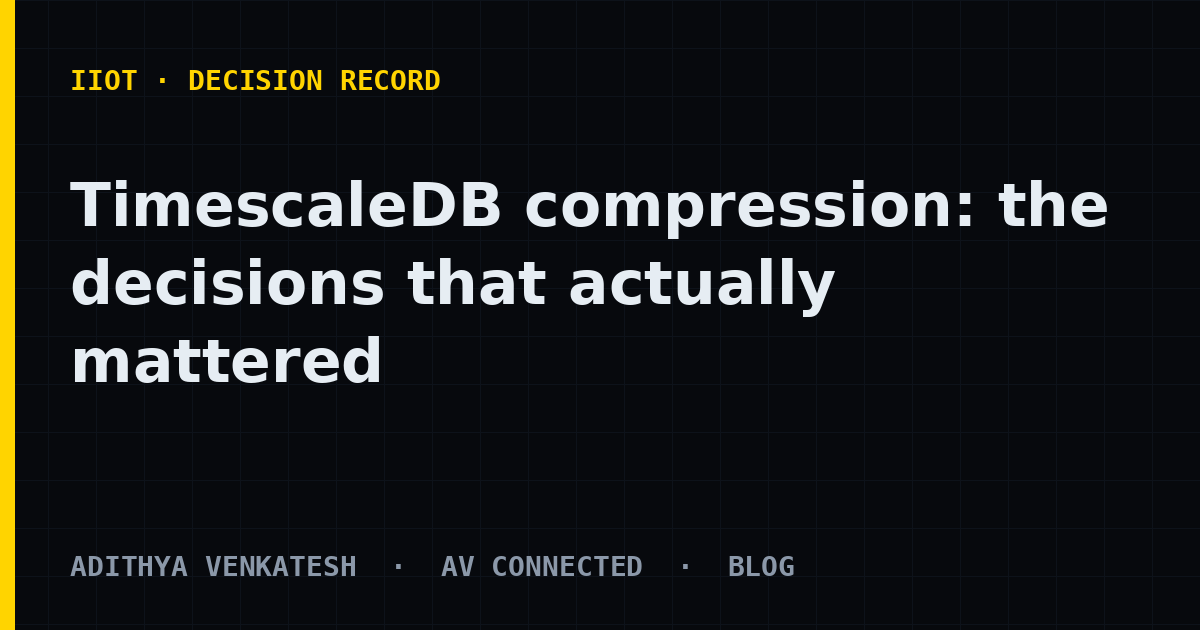 IIOT · DECISION RECORD
TimescaleDB compression: the
decisions that actually
mattered
ADITHYA VENKATESH · AV CONNECTED · BLOG